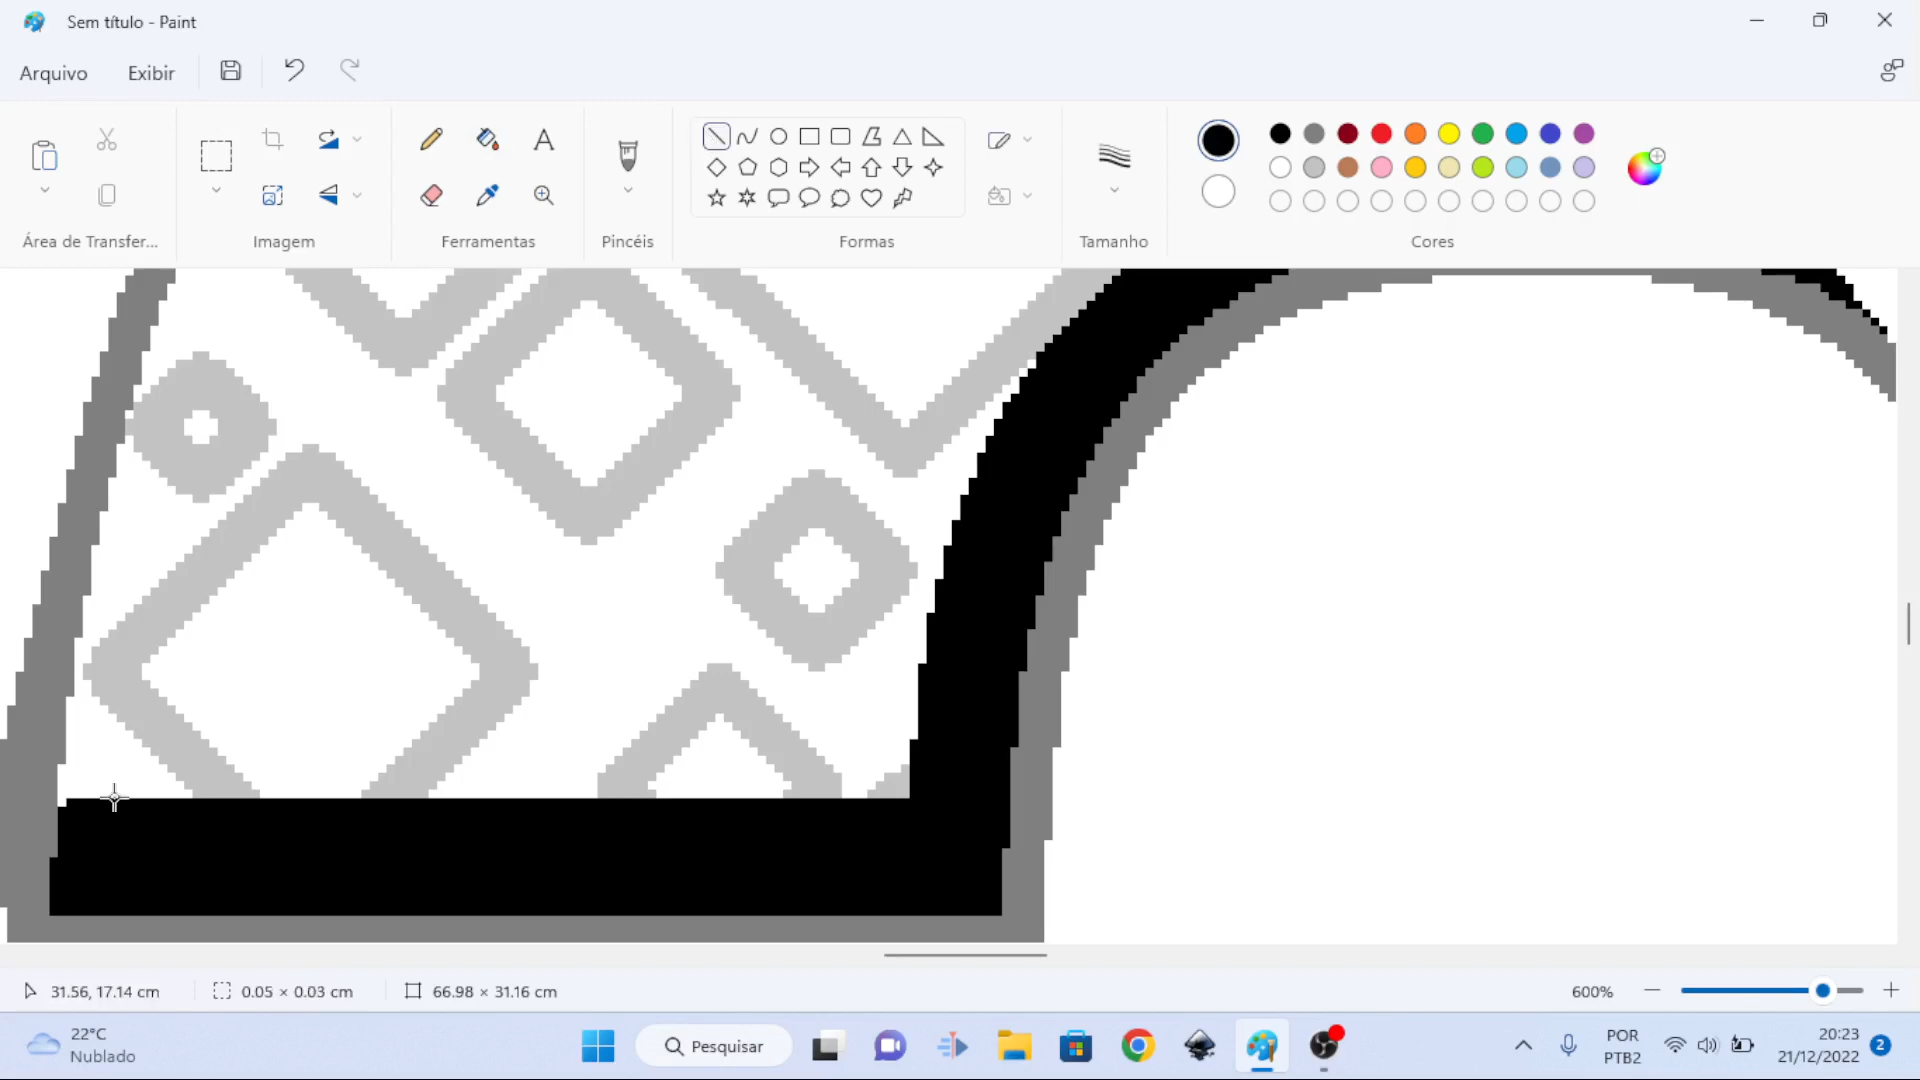 Sem título - Paint
Arquivo Exibir
Área de Transfer... Imagem Ferramentas Pincéis Formas Tamanho Cores
31.56, 17.14 cm 0.05 × 0.03 cm 66.98 × 31.16 cm 600%
22°C
Nublado
Pesquisar
POR
PTB2
20:23
21/12/2022
2